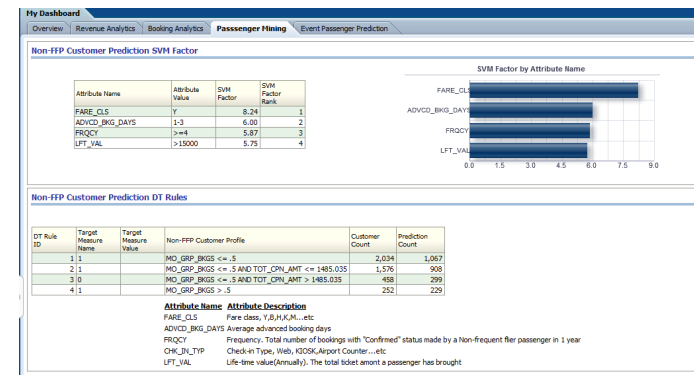 My Dashboard
Overview Revenue Analytics Booking Analytics Passsenger Mining Event Passenger Prediction
Non-FFP Customer Prediction SVM Factor
SVM Factor by Attribute Name
Attribute Name Attribute Value SVM Factor SVM Factor Rank
FARE_CLS Y 8.24 1
ADVCD_BKG_DAYS 1-3 6.00 2
FRQCY >=4 5.87 3
LFT_VAL >15000 5.75 4
FARE_CLS
ADVCD_BKG_DAYS
FRQCY
LFT_VAL
0.0 1.5 3.0 4.5 6.0 7.5 9.0
Non-FFP Customer Prediction DT Rules
DT Rule ID Target Measure Name Target Measure Value Non-FFP Customer Profile Customer Count Prediction Count
1 1 MO_GRP_BKGS <= .5 2,034 1,067
2 1 MO_GRP_BKGS <= .5 AND TOT_CPN_AMT <= 1485.035 1,576 908
3 0 MO_GRP_BKGS <= .5 AND TOT_CPN_AMT > 1485.035 458 299
4 1 MO_GRP_BKGS > .5 252 229
Attribute Name Attribute Description
FARE_CLS Fare class, Y,B,H,K,M...etc
ADVCD_BKG_DAYS Average advanced booking days
FRQCY Frequency. Total number of bookings with "Confirmed" status made by a Non-frequent flier passenger in 1 year
CHK_IN_TYP Check-in Type, Web, KIOSK,Airport Counter...etc
LFT_VAL Life-time value(Annually). The total ticket amont a passenger has brought